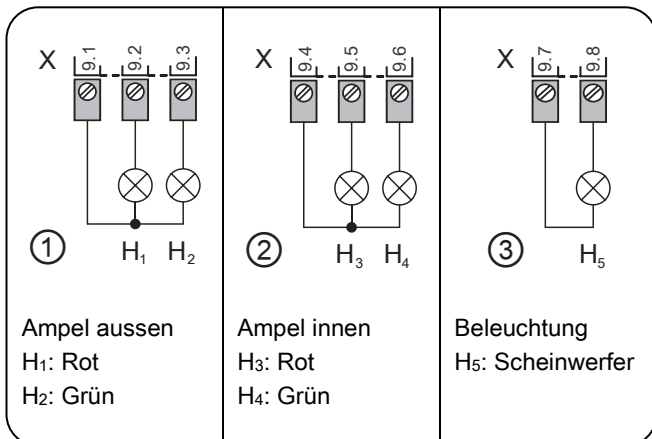 X 9.1 9.2 9.3
① H₁ H₂
Ampel aussen
H₁: Rot
H₂: Grün
X 9.4 9.5 9.6
② H₃ H₄
Ampel innen
H₃: Rot
H₄: Grün
X 9.7 9.8
③ H₅
Beleuchtung
H₅: Scheinwerfer